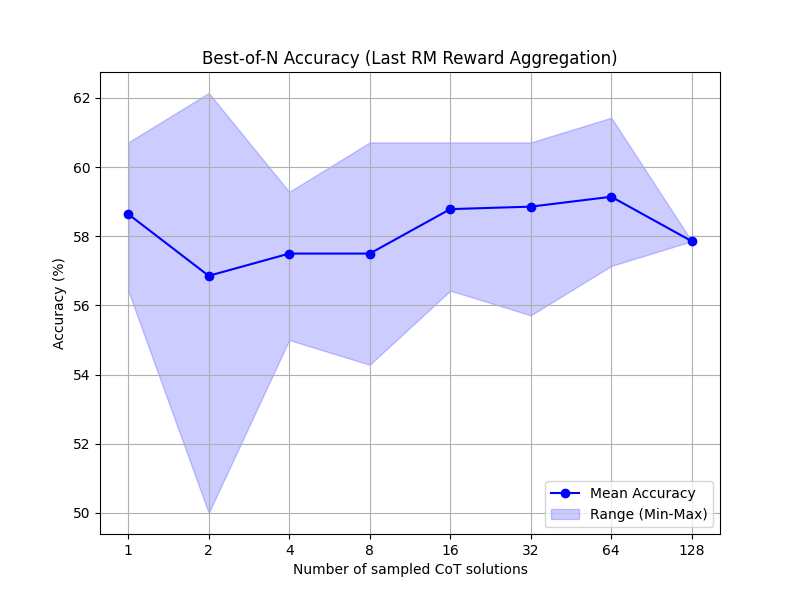 Best-of-N Accuracy (Last RM Reward Aggregation)
Accuracy (%)
62
60
58
56
54
52
50
1 2 4 8 16 32 64 128
Number of sampled CoT solutions
Mean Accuracy
Range (Min-Max)